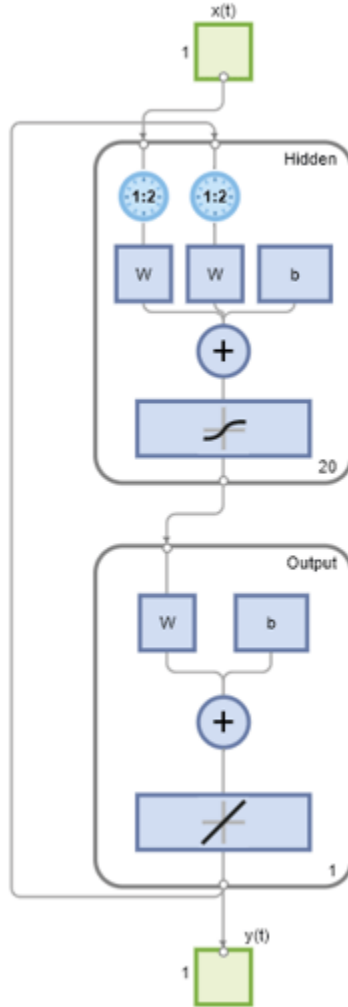 x(t)
1
Hidden
1:2 1:2
W W b
+
20
Output
W b
+
1
y(t)
1